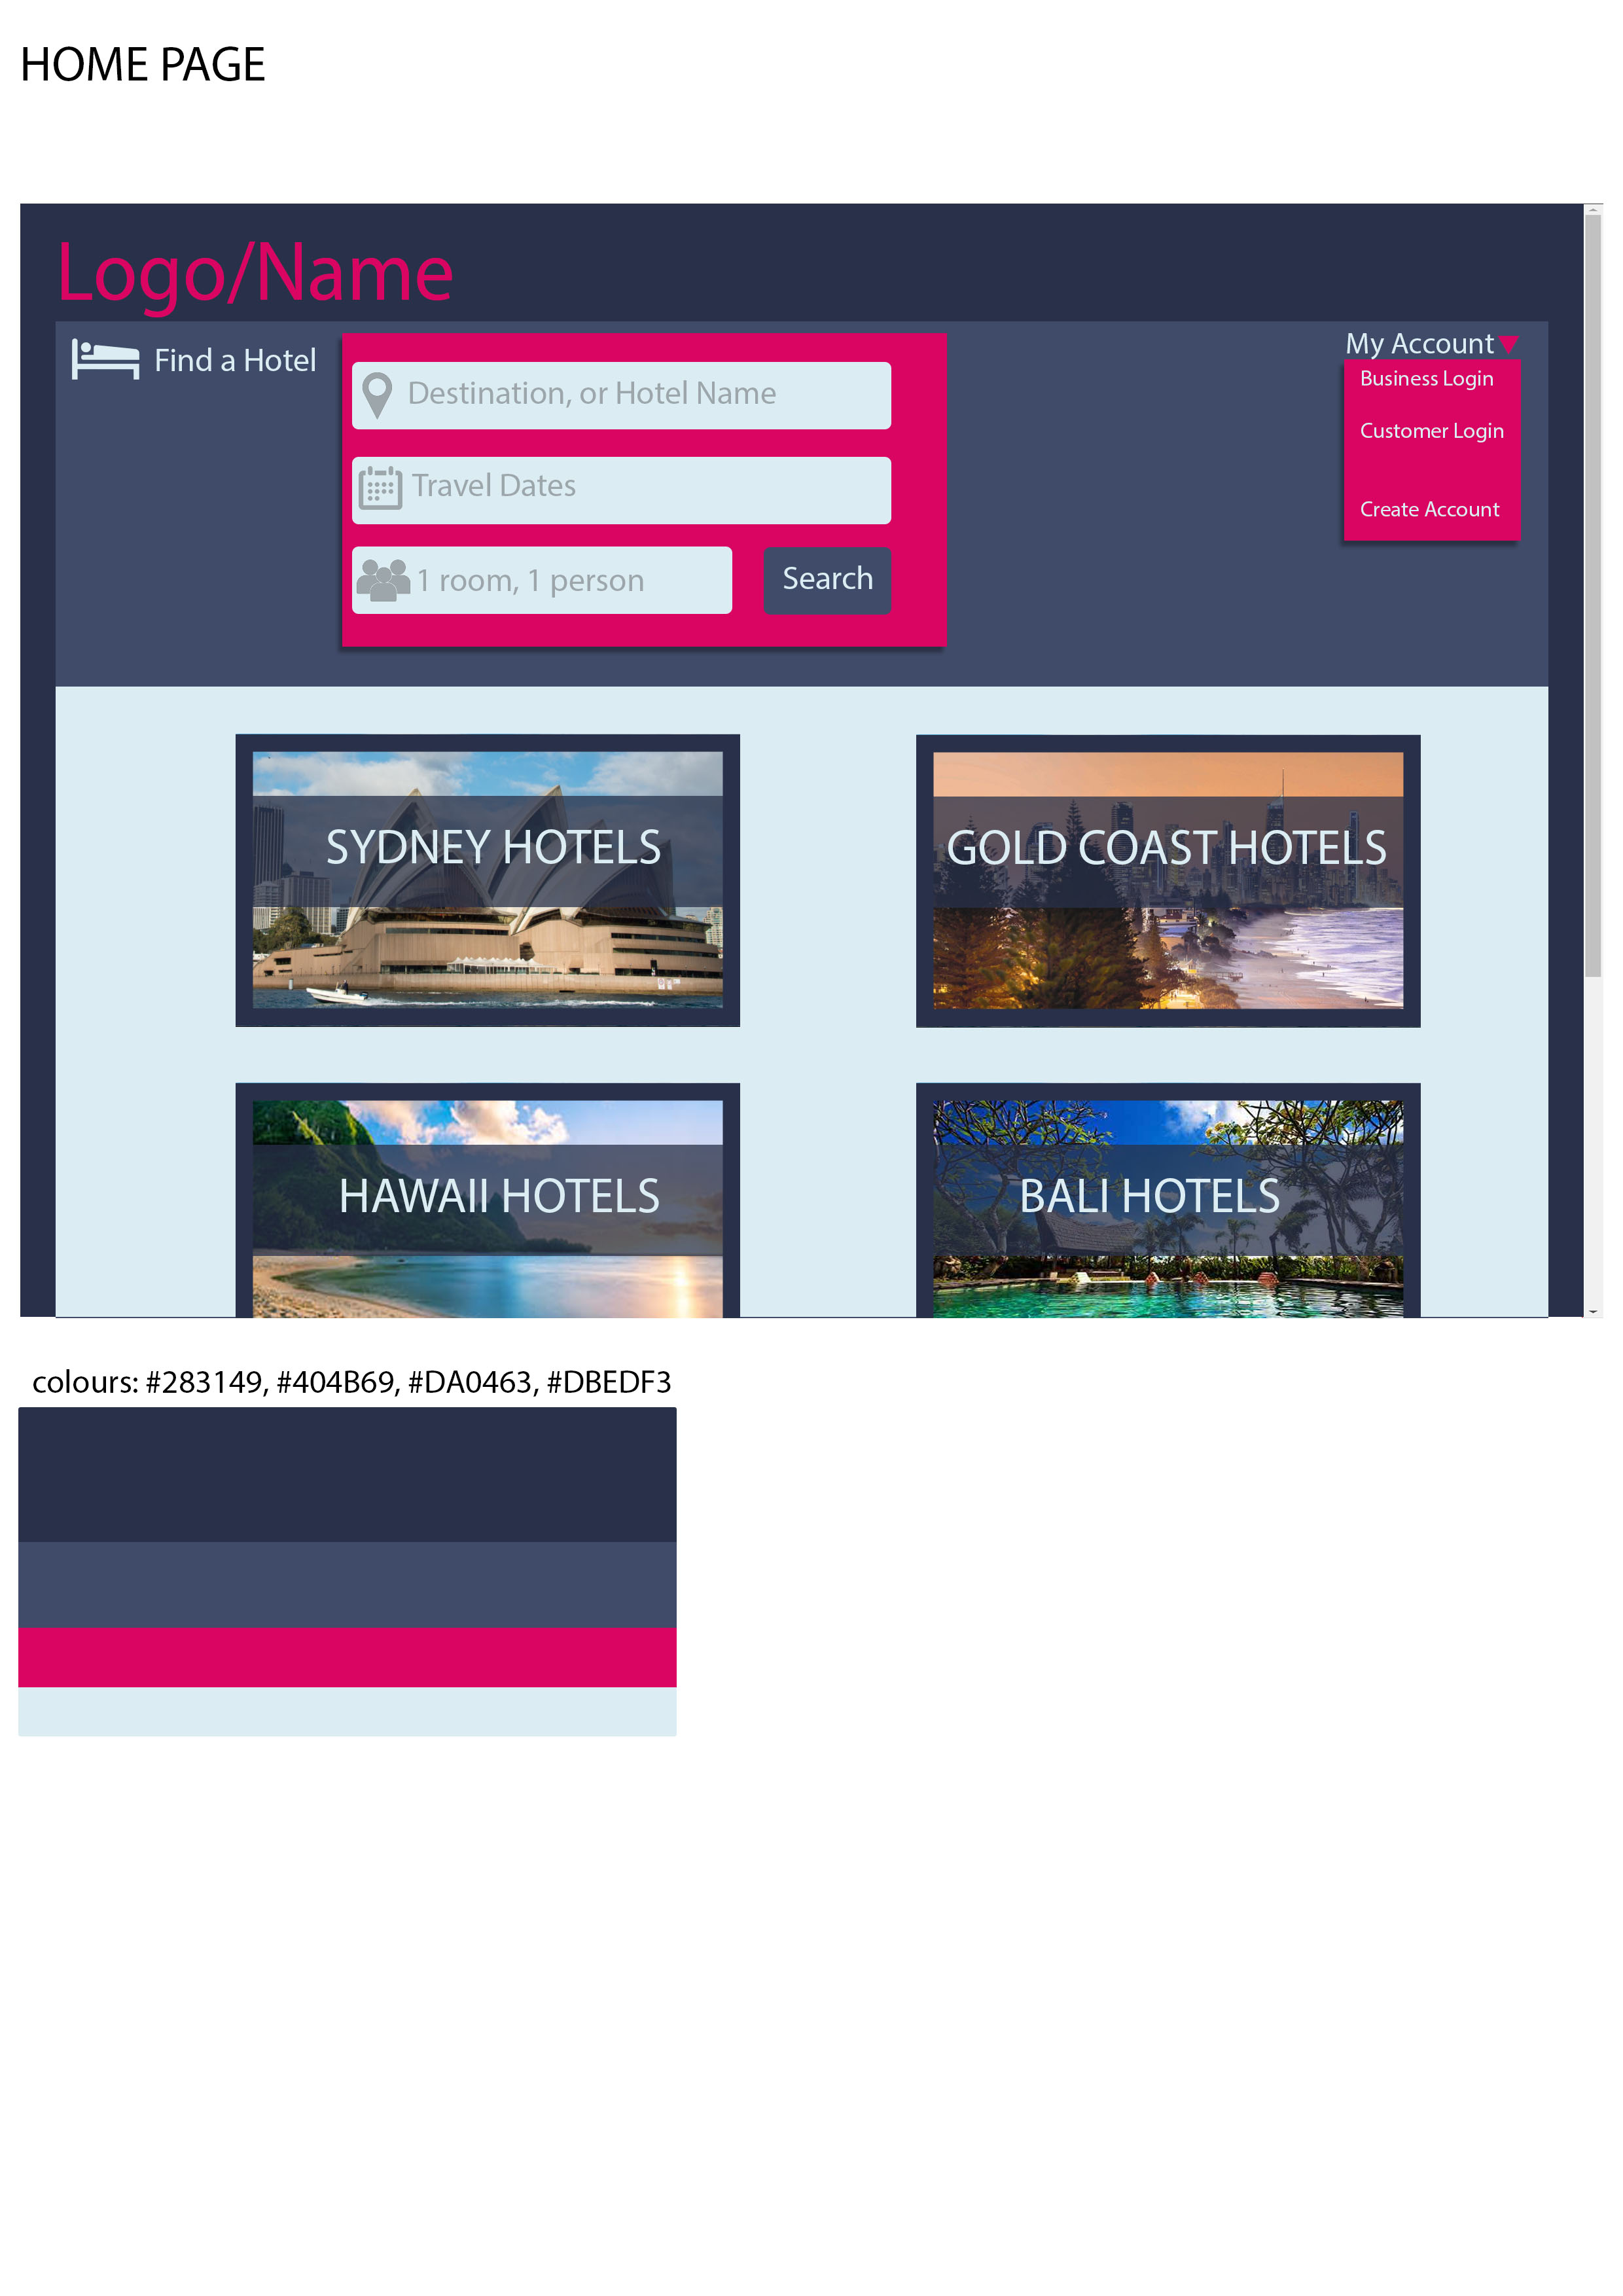 HOME PAGE
Logo/Name
Find a Hotel
Destination, or Hotel Name
Travel Dates
1 room, 1 person
Search
My Account
Business Login
Customer Login
Create Account
SYDNEY HOTELS
GOLD COAST HOTELS
HAWAII HOTELS
BALI HOTELS
colours: #283149, #404B69, #DA0463, #DBEDF3